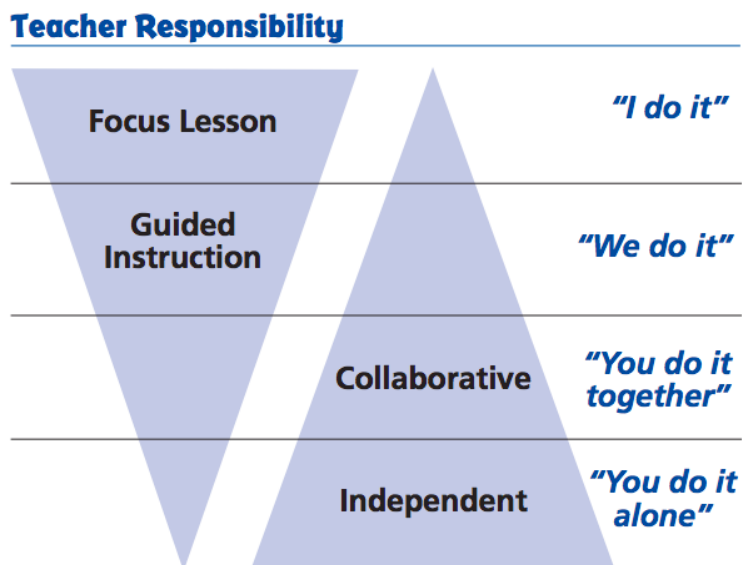 Teacher Responsibility
Focus Lesson
“I do it”
Guided
Instruction
“We do it”
Collaborative
“You do it
together”
Independent
“You do it
alone”